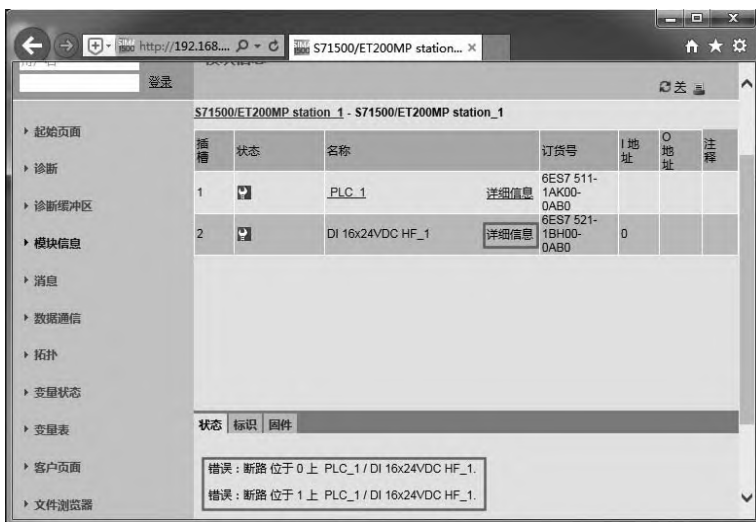 http://192.168....
S71500/ET200MP station...
登录
关
S71500/ET200MP station_1 - S71500/ET200MP station_1
起始页面
诊断
诊断缓冲区
模块信息
消息
数据通信
拓扑
变量状态
变量表
客户页面
文件浏览器
插槽 状态 名称 订货号 I地址 O地址 注释
1 PLC_1 详细信息 6ES7 511-1AK00-0AB0
2 DI 16x24VDC HF_1 详细信息 6ES7 521-1BH00-0AB0 0
状态 标识 固件
错误：断路 位于 0 上 PLC_1 / DI 16x24VDC HF_1.
错误：断路 位于 1 上 PLC_1 / DI 16x24VDC HF_1.